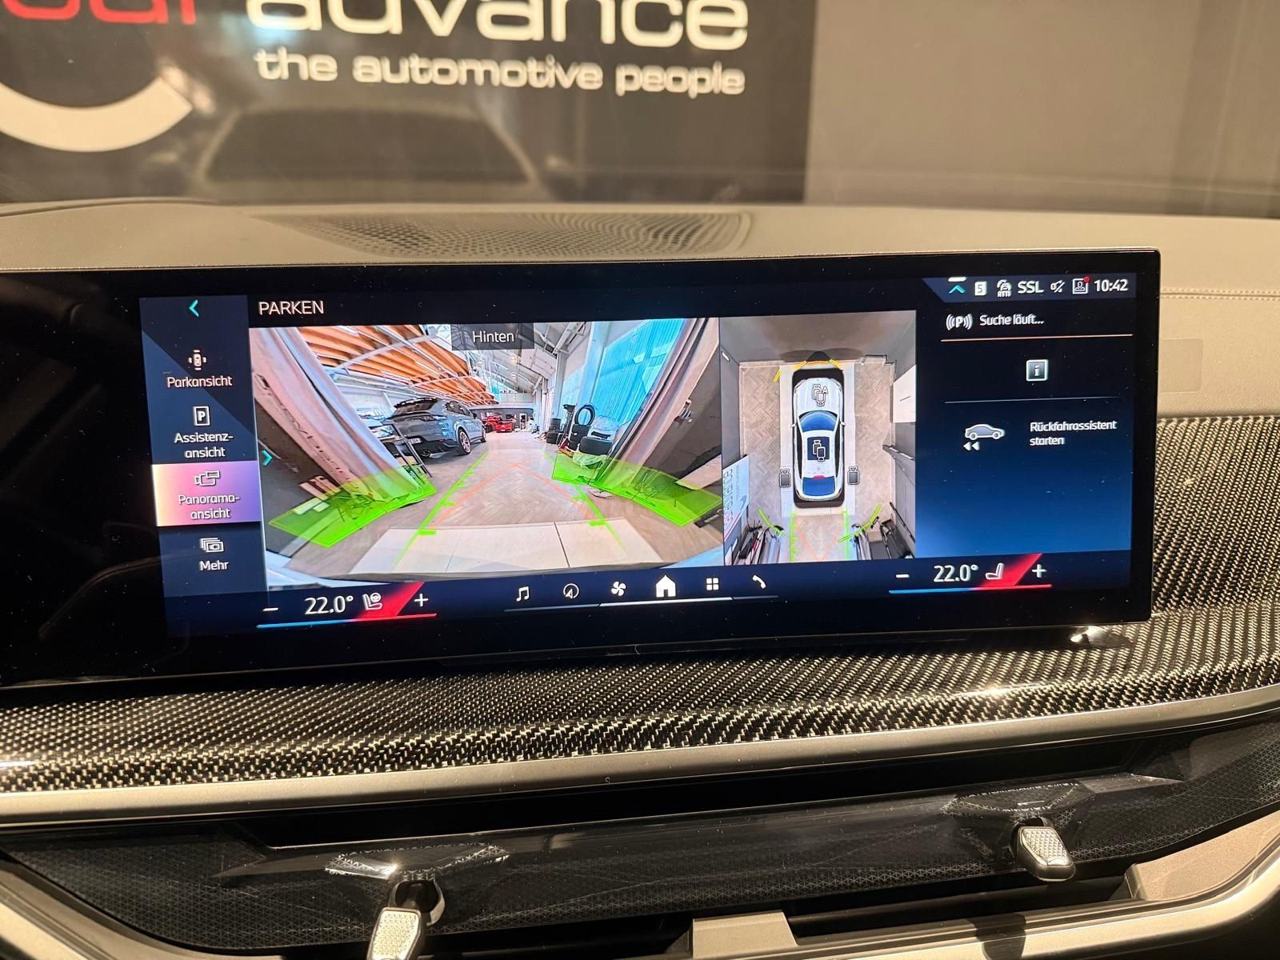 advance
the automotive people
PARKEN
Hinten
SSL
10:42
Suche läuft...
Parkansicht
Assistenz-
ansicht
Panorama-
ansicht
Mehr
Rückfahrassistent
starten
22.0°
22.0°